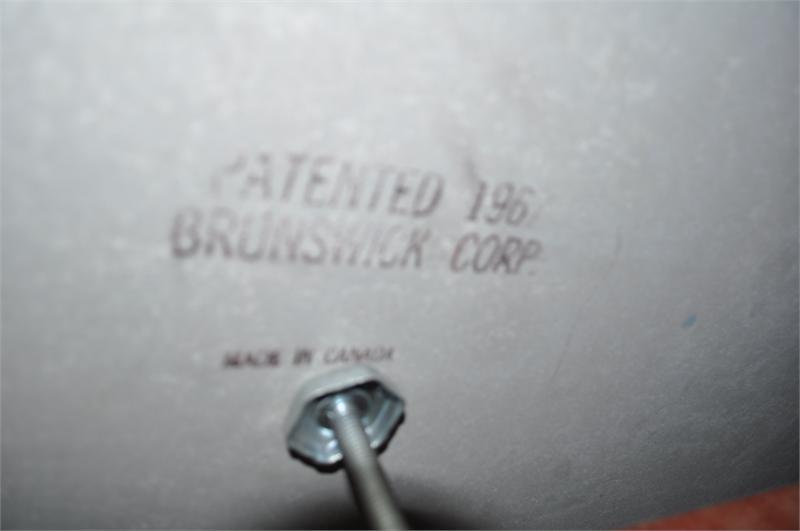 PATENTED 1967
BRUNSWICK CORP.
MADE IN CANADA